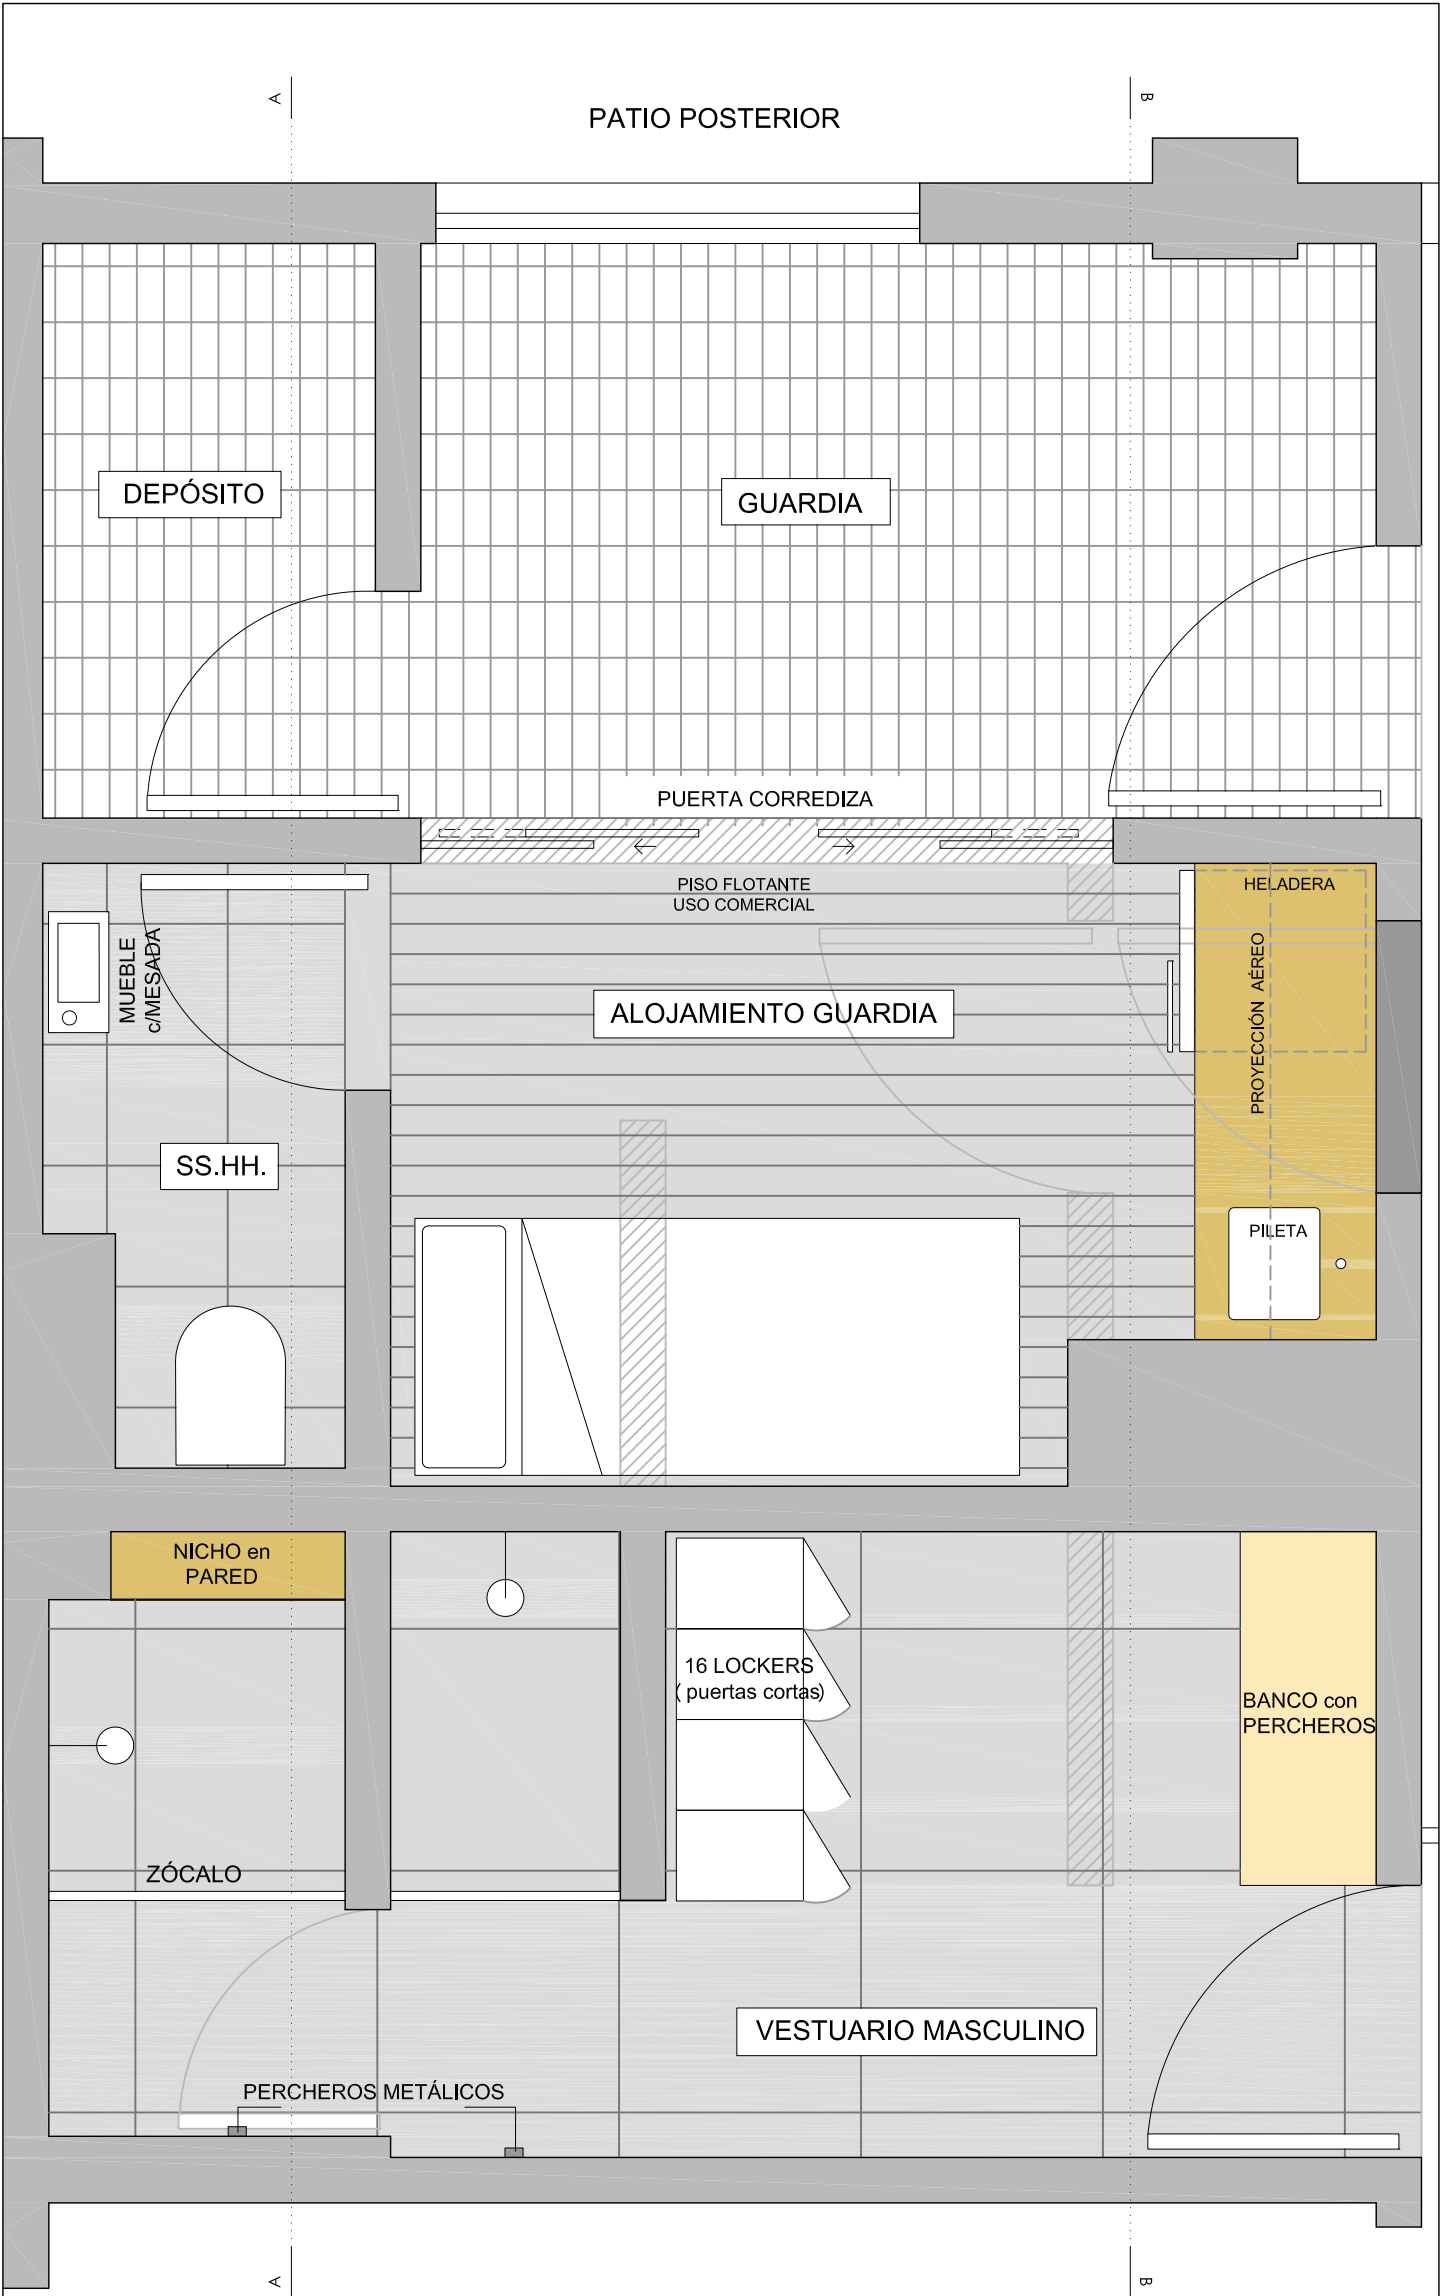 A
B
PATIO POSTERIOR
DEPÓSITO
GUARDIA
PUERTA CORREDIZA
PISO FLOTANTE
USO COMERCIAL
HELADERA
MUEBLE
c/MESADA
PROYECCIÓN AÉREO
ALOJAMIENTO GUARDIA
SS.HH.
PILETA
NICHO en
PARED
16 LOCKERS
( puertas cortas)
BANCO con
PERCHEROS
ZÓCALO
VESTUARIO MASCULINO
PERCHEROS METÁLICOS
A
B